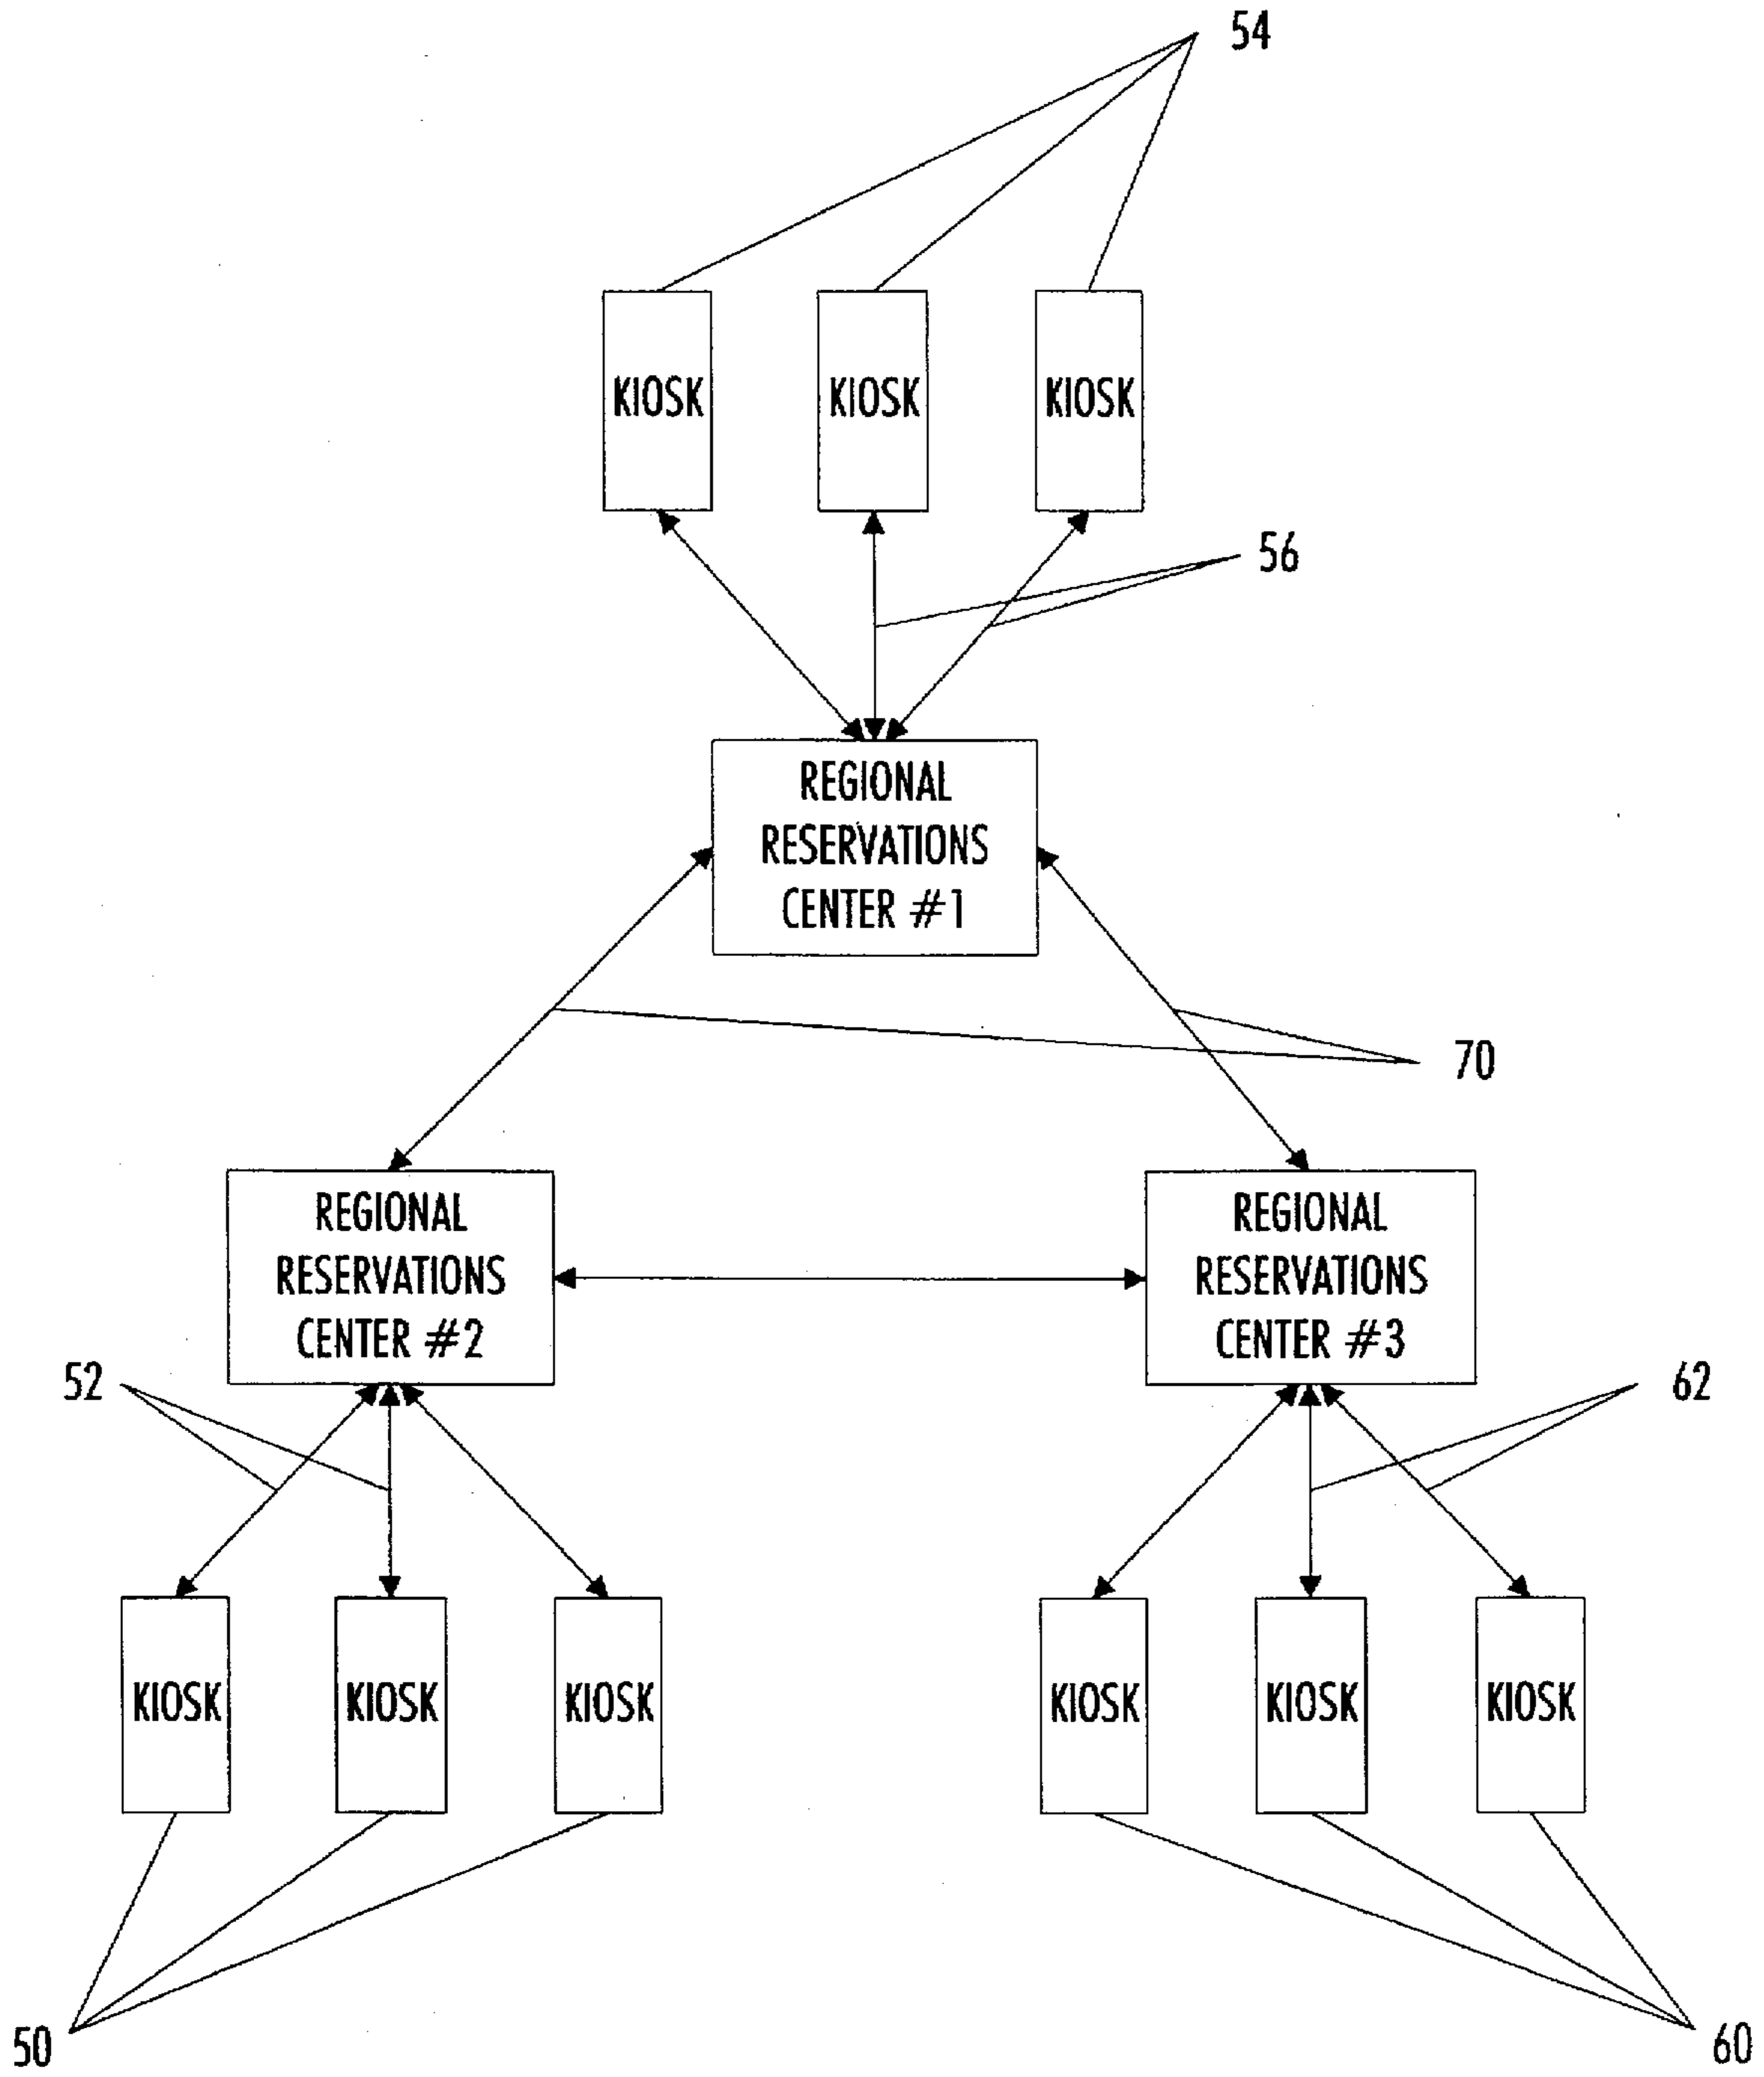 54
KIOSK
KIOSK
KIOSK
56
REGIONAL
RESERVATIONS
CENTER #1
70
REGIONAL
RESERVATIONS
CENTER #2
REGIONAL
RESERVATIONS
CENTER #3
52
62
KIOSK
KIOSK
KIOSK
KIOSK
KIOSK
KIOSK
50
60